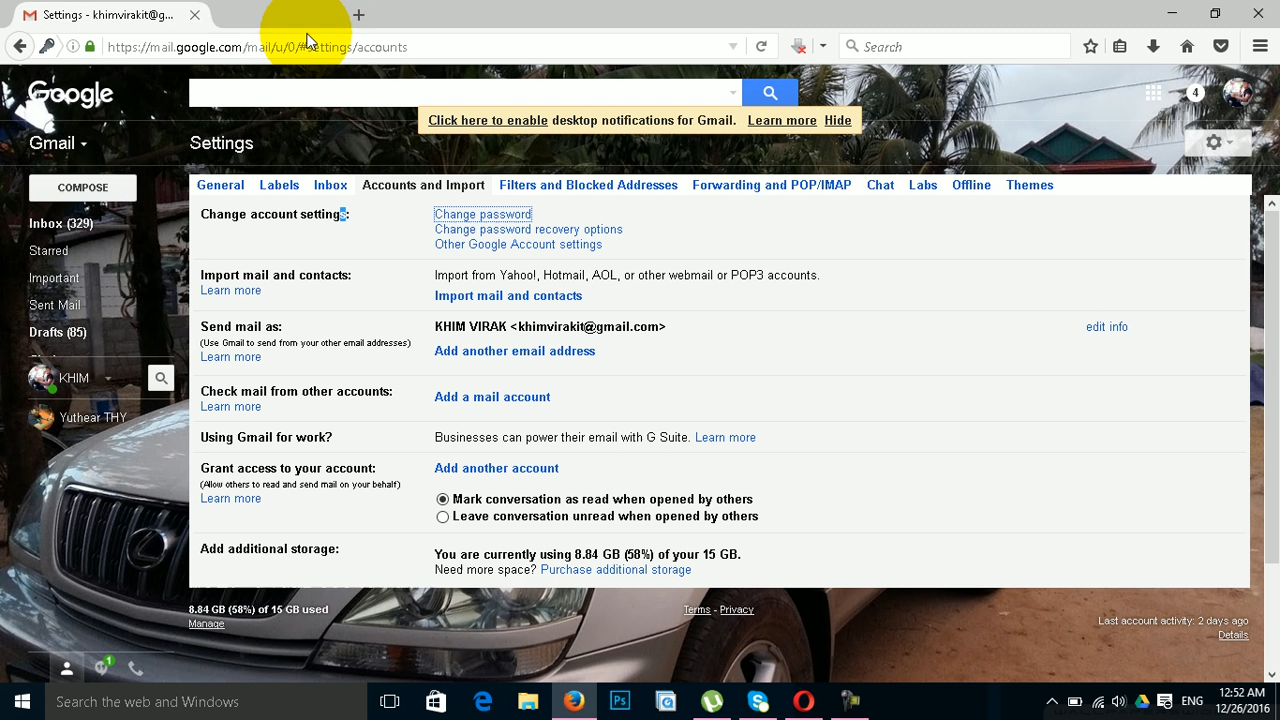 Settings - khimvirakit@g...
https://mail.google.com/mail/u/0/#settings/accounts
Search
Google
4
Click here to enable desktop notifications for Gmail. Learn more Hide
Gmail
Settings
COMPOSE
General Labels Inbox Accounts and Import Filters and Blocked Addresses Forwarding and POP/IMAP Chat Labs Offline Themes
Inbox (329)
Starred
Important
Sent Mail
Drafts (85)
KHIM
Yuthear THY
1
Change account settings:
Change password
Change password recovery options
Other Google Account settings
Import mail and contacts:
Learn more
Import from Yahoo!, Hotmail, AOL, or other webmail or POP3 accounts.
Import mail and contacts
Send mail as:
(Use Gmail to send from your other email addresses)
Learn more
KHIM VIRAK <khimvirakit@gmail.com>
edit info
Add another email address
Check mail from other accounts:
Learn more
Add a mail account
Using Gmail for work?
Businesses can power their email with G Suite. Learn more
Grant access to your account:
(Allow others to read and send mail on your behalf)
Learn more
Add another account
Mark conversation as read when opened by others
Leave conversation unread when opened by others
Add additional storage:
You are currently using 8.84 GB (58%) of your 15 GB.
Need more space? Purchase additional storage
8.84 GB (58%) of 15 GB used
Manage
Terms - Privacy
Last account activity: 2 days ago
Details
Search the web and Windows
Ps
ENG
12:52 AM
12/26/2016